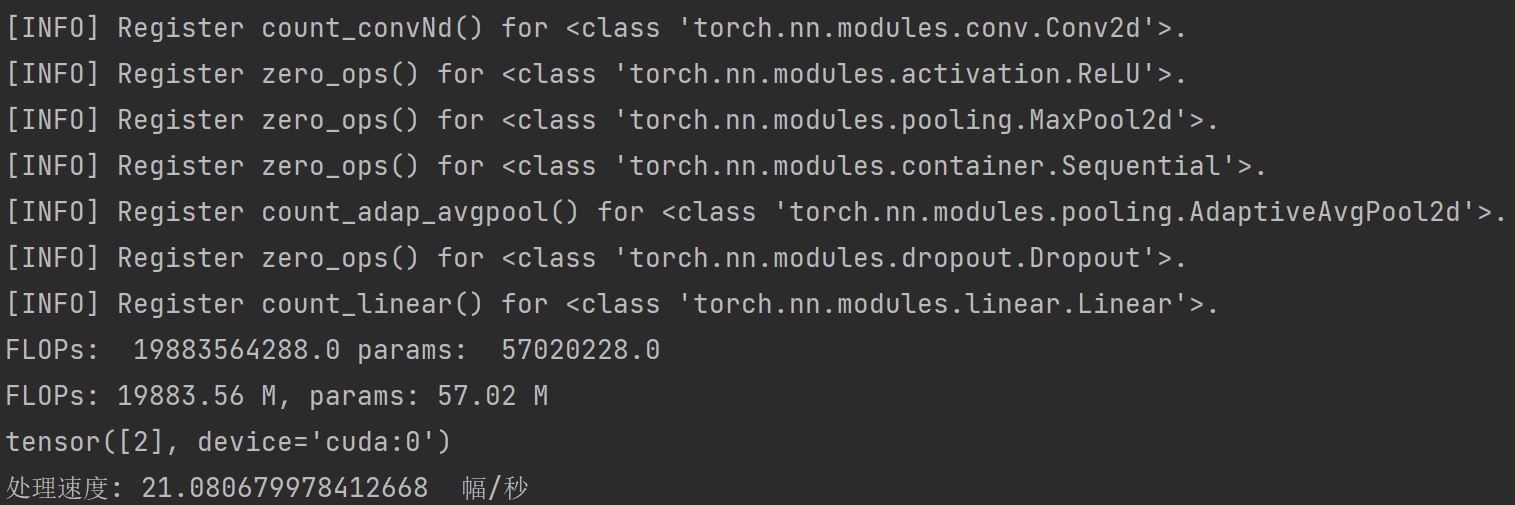 [INFO] Register count_convNd() for <class 'torch.nn.modules.conv.Conv2d'>.
[INFO] Register zero_ops() for <class 'torch.nn.modules.activation.ReLU'>.
[INFO] Register zero_ops() for <class 'torch.nn.modules.pooling.MaxPool2d'>.
[INFO] Register zero_ops() for <class 'torch.nn.modules.container.Sequential'>.
[INFO] Register count_adap_avgpool() for <class 'torch.nn.modules.pooling.AdaptiveAvgPool2d'>.
[INFO] Register zero_ops() for <class 'torch.nn.modules.dropout.Dropout'>.
[INFO] Register count_linear() for <class 'torch.nn.modules.linear.Linear'>.
FLOPs:  19883564288.0 params:  57020228.0
FLOPs: 19883.56 M, params: 57.02 M
tensor([2], device='cuda:0')
处理速度: 21.080679978412668  幅/秒